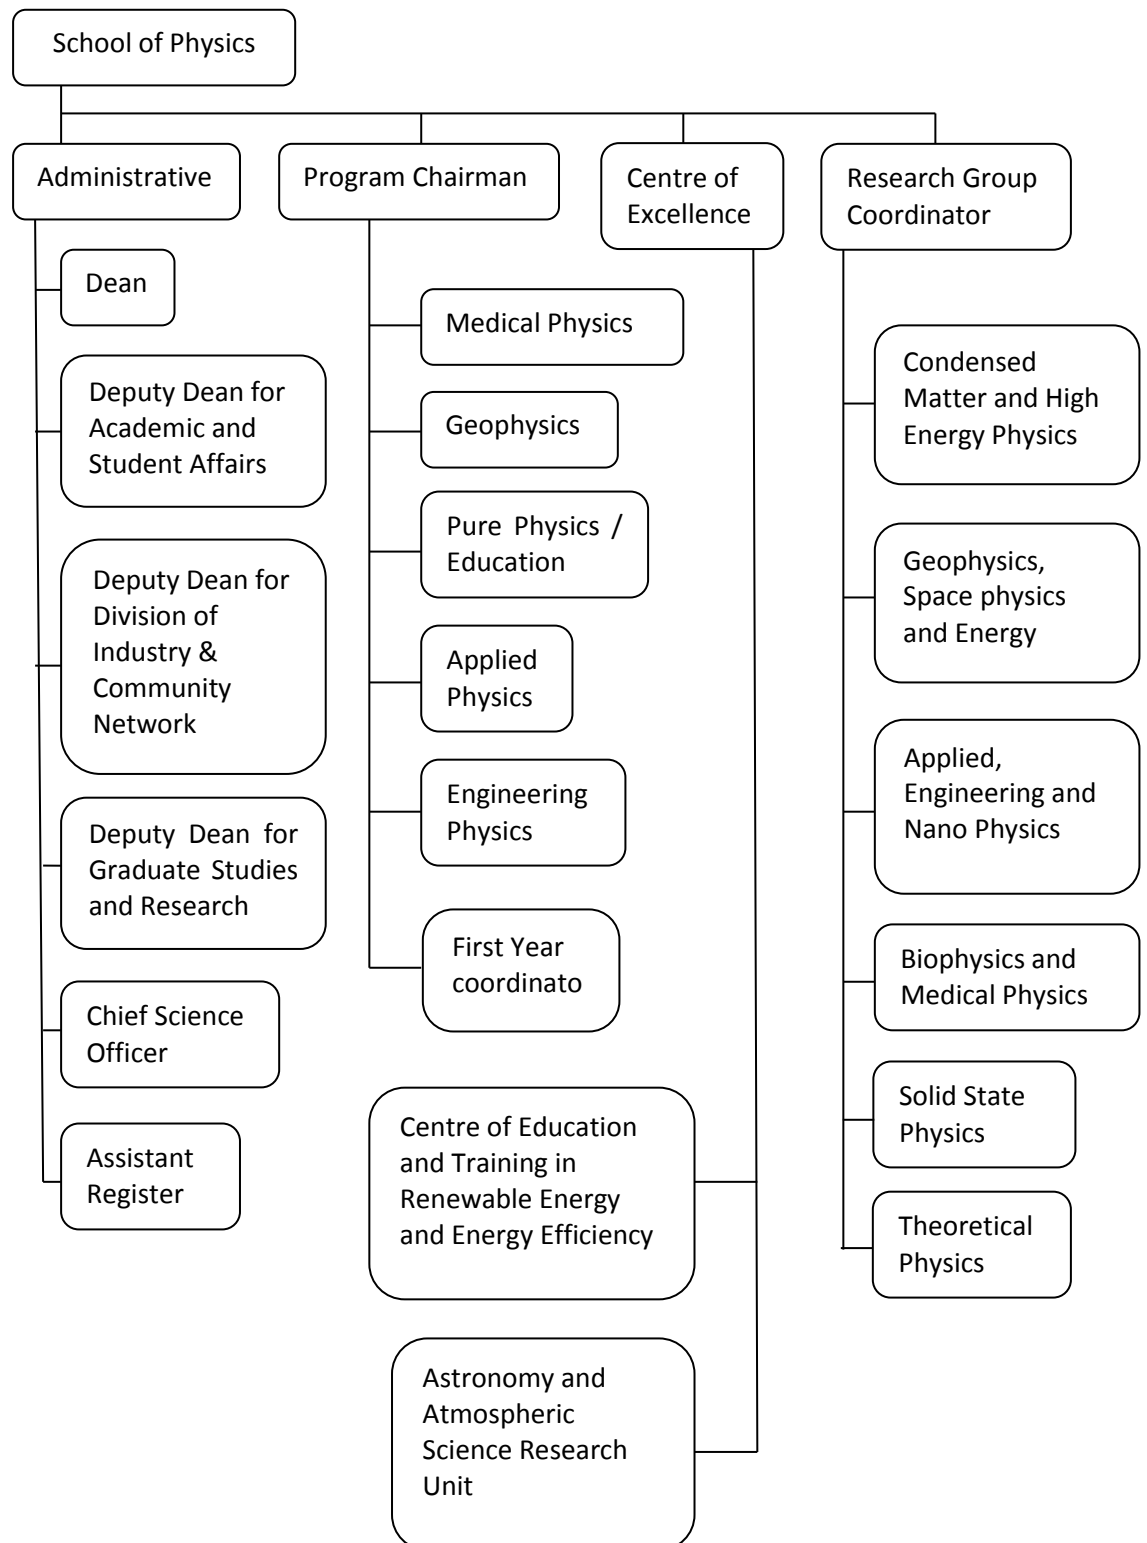 School of Physics
Administrative
Program Chairman
Centre of
Excellence
Research Group
Coordinator
Dean
Deputy Dean for
Academic and
Student Affairs
Deputy Dean for
Division of
Industry &
Community
Network
Deputy Dean for
Graduate Studies
and Research
Chief Science
Officer
Assistant
Register
Medical Physics
Geophysics
Pure Physics /
Education
Applied
Physics
Engineering
Physics
First Year
coordinato
Centre of Education
and Training in
Renewable Energy
and Energy Efficiency
Astronomy and
Atmospheric
Science Research
Unit
Condensed
Matter and High
Energy Physics
Geophysics,
Space physics
and Energy
Applied,
Engineering and
Nano Physics
Biophysics and
Medical Physics
Solid State
Physics
Theoretical
Physics